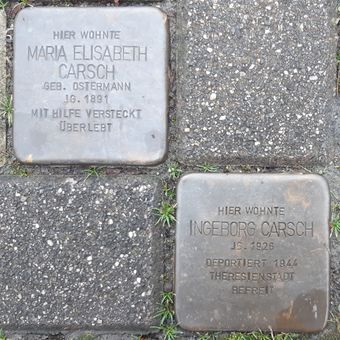 HIER WOHNTE
MARIA ELISABETH
CARSCH
GEB. OSTERMANN
JG. 1891
MIT HILFE VERSTECKT
ÜBERLEBT
HIER WOHNTE
INGEBORG CARSCH
JG. 1926
DEPORTIERT 1944
THERESIENSTADT
BEFREIT